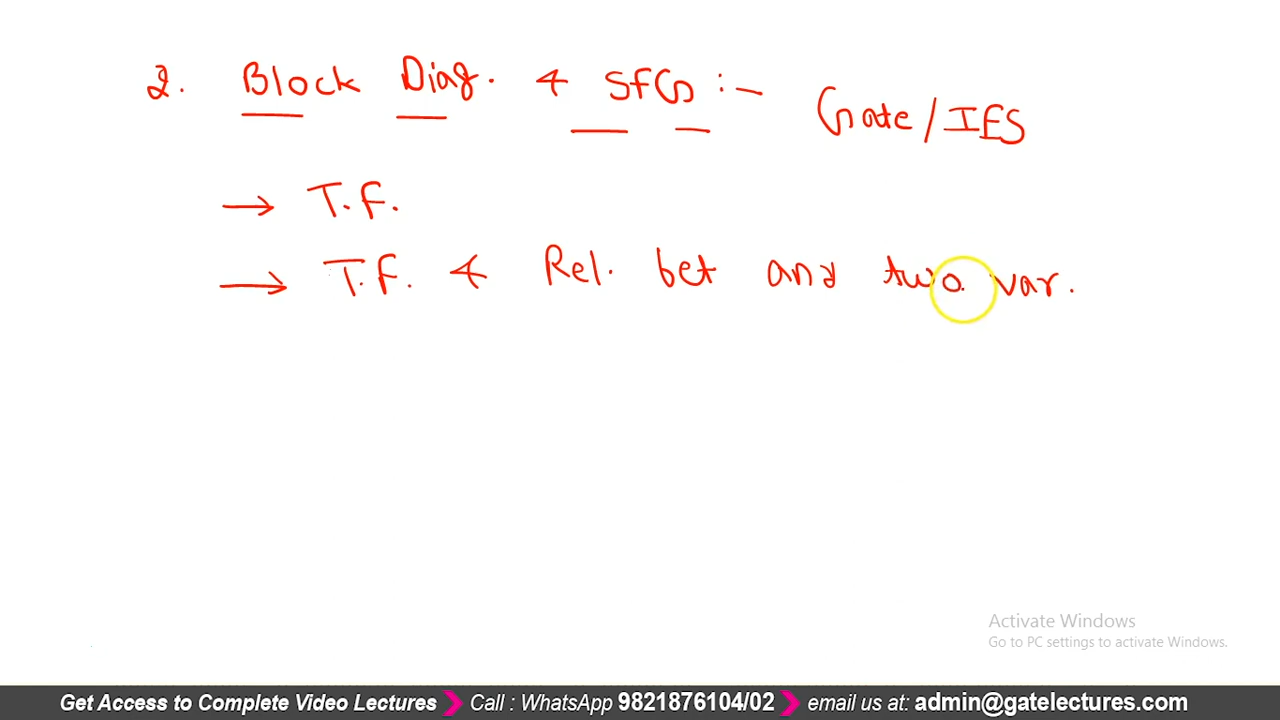 2. Block Diag. & SFG :- Gate/IES
→ T.F.
→ T.F. & Rel. bet and two var.
Activate Windows
Go to PC settings to activate Windows.
Get Access to Complete Video Lectures Call : WhatsApp 9821876104/02 email us at: admin@gatelectures.com